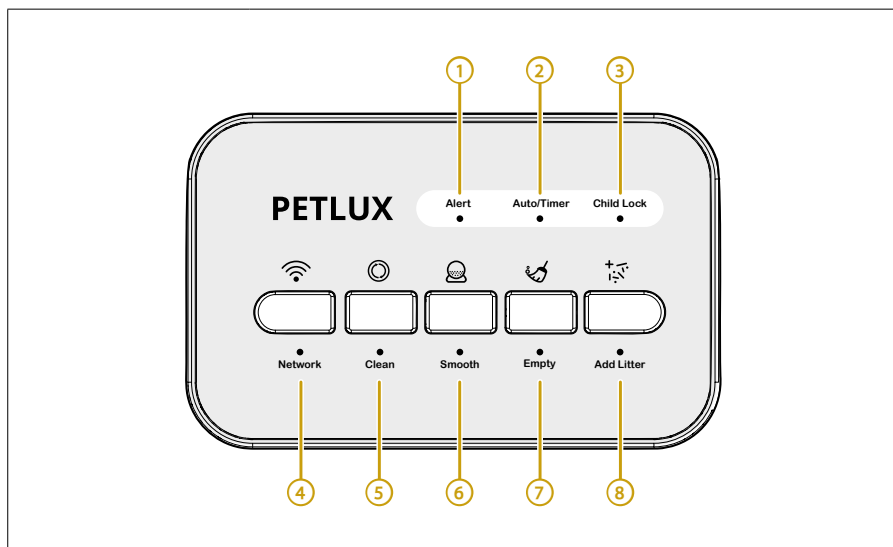 1 2 3
PETLUX
Alert Auto/Timer Child Lock
Network Clean Smooth Empty Add Litter
4 5 6 7 8